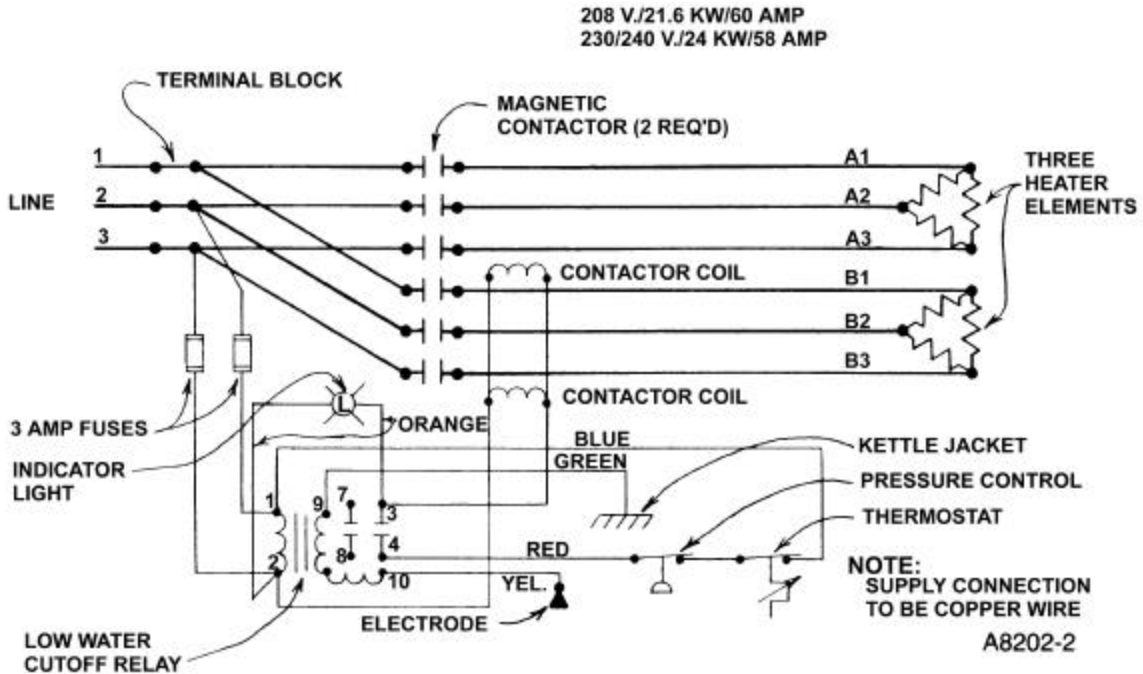 208 V./21.6 KW/60 AMP
230/240 V./24 KW/58 AMP
TERMINAL BLOCK
MAGNETIC
CONTACTOR (2 REQ'D)
1
A1
THREE
HEATER
ELEMENTS
LINE
2
A2
3
A3
CONTACTOR COIL
B1
B2
B3
CONTACTOR COIL
L
3 AMP FUSES
ORANGE
BLUE
KETTLE JACKET
GREEN
INDICATOR
LIGHT
PRESSURE CONTROL
1
9
7
3
THERMOSTAT
2
8
4
RED
NOTE:
SUPPLY CONNECTION
TO BE COPPER WIRE
10
YEL.
ELECTRODE
LOW WATER
CUTOFF RELAY
A8202-2